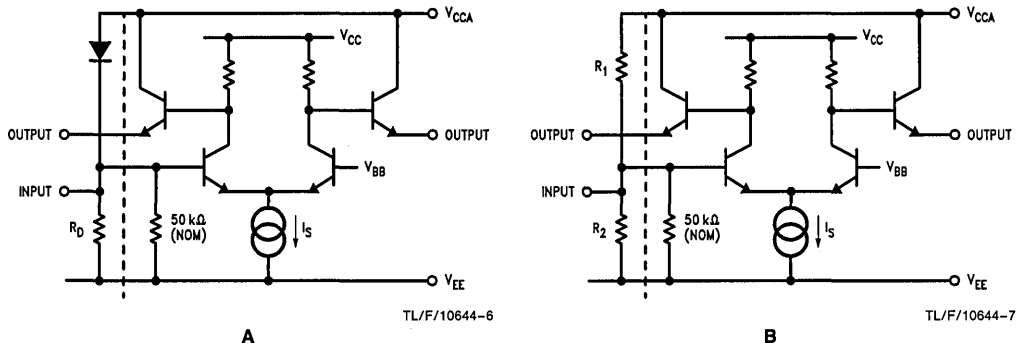 V_CCA
V_CC
OUTPUT
OUTPUT
V_BB
INPUT
R_D
50 kΩ
(NOM)
I_S
V_EE
TL/F/10644-6
A
V_CCA
V_CC
R_1
OUTPUT
OUTPUT
V_BB
INPUT
R_2
50 kΩ
(NOM)
I_S
V_EE
TL/F/10644-7
B